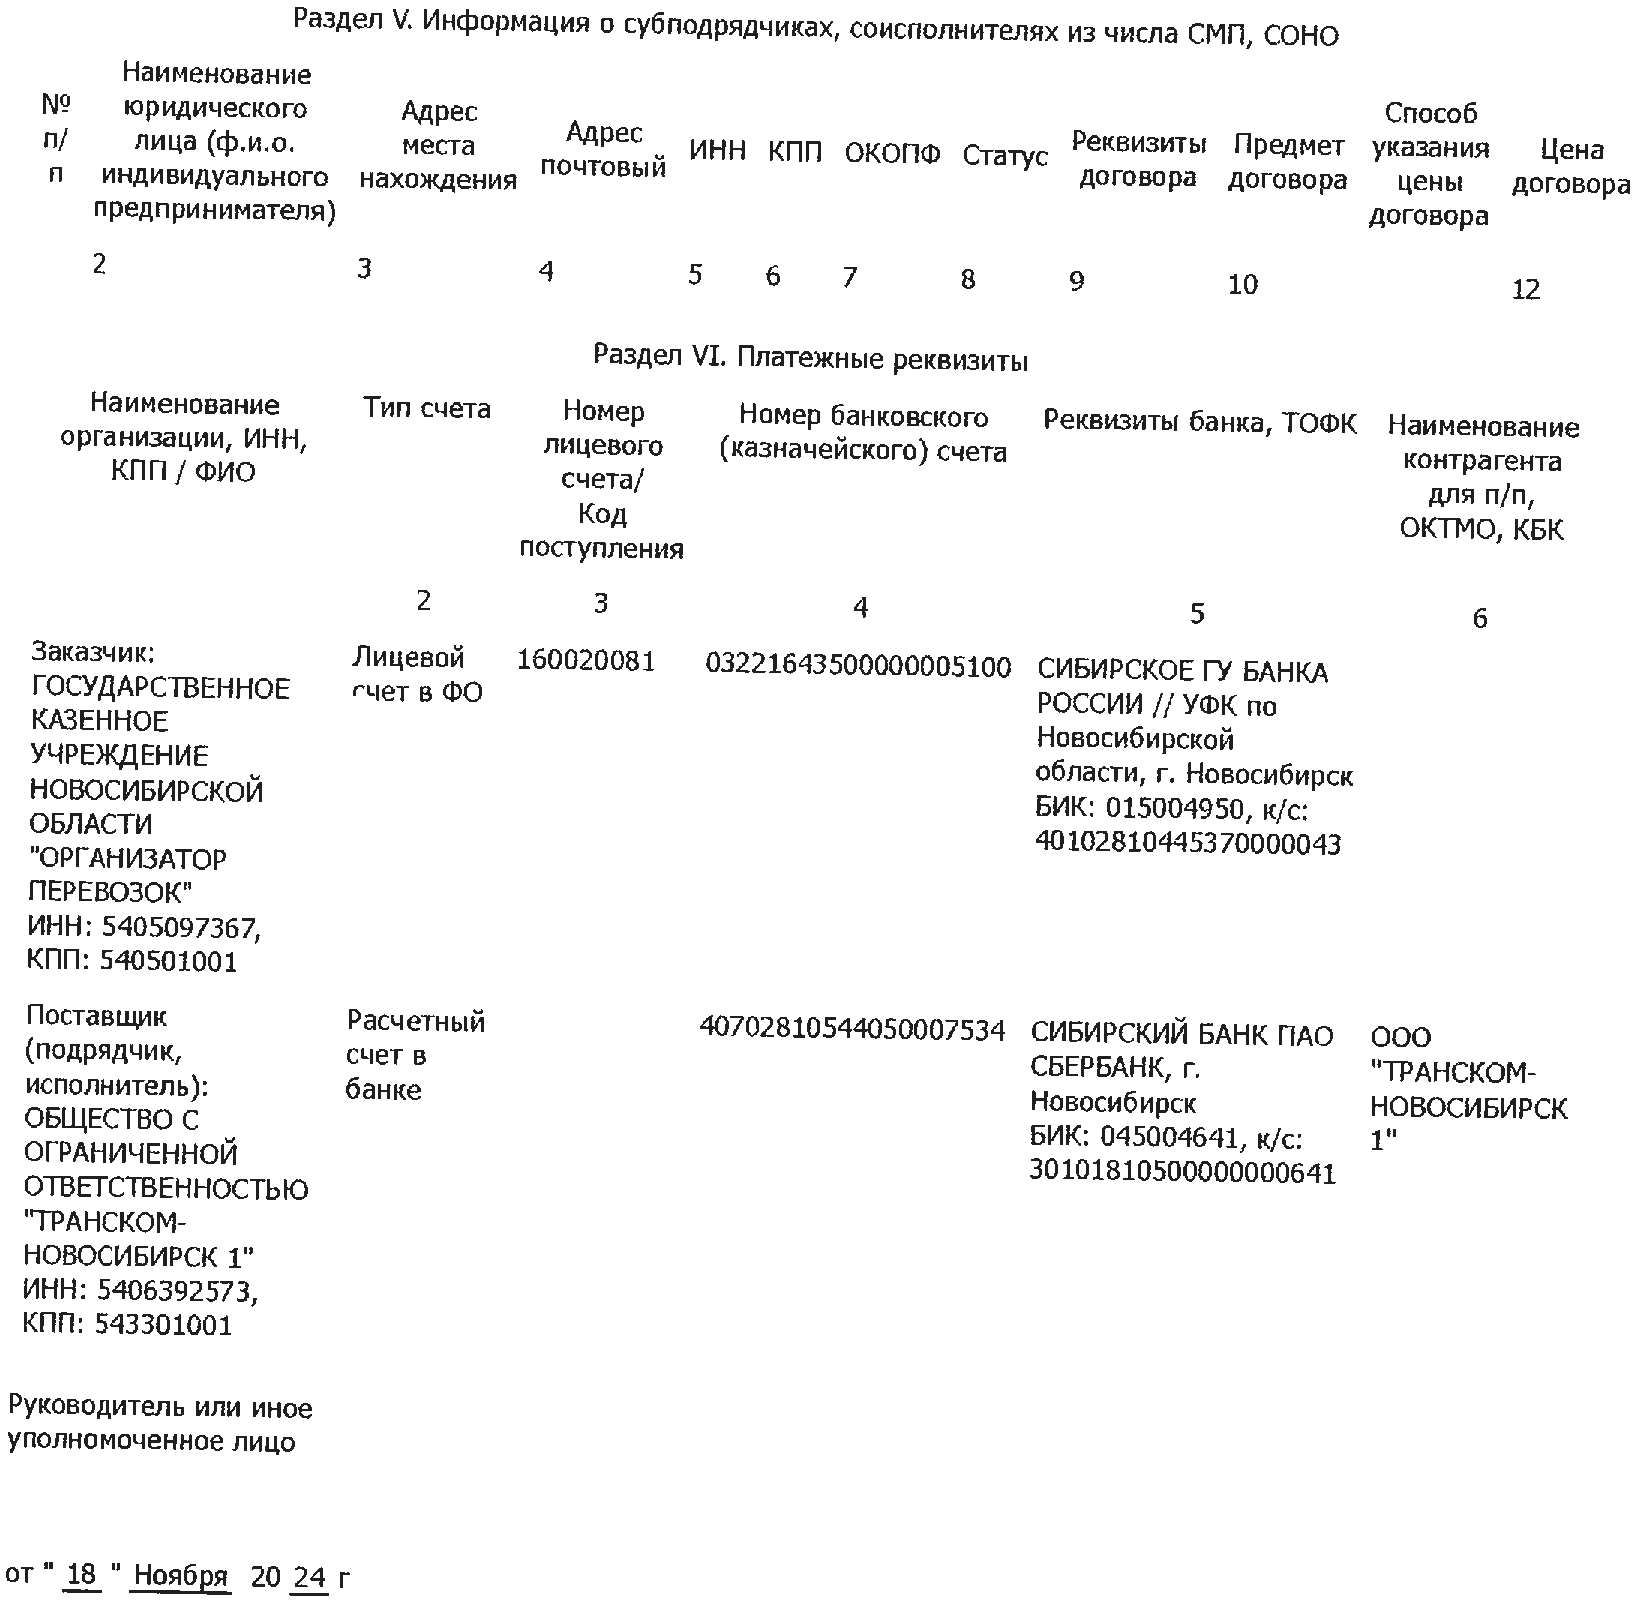 Раздел V. Информация о субподрядчиках, соисполнителях из числа СМП, СОНО
№ п/п
Наименование юридического лица (ф.и.о. индивидуального предпринимателя)
Адрес места нахождения
Адрес почтовый
ИНН
КПП
ОКОПФ
Статус
Реквизиты договора
Предмет договора
Способ указания цены договора
Цена договора
2 3 4 5 6 7 8 9 10 12
Раздел VI. Платежные реквизиты
Наименование организации, ИНН, КПП / ФИО
Тип счета
Номер лицевого счета/ Код поступления
Номер банковского (казначейского) счета
Реквизиты банка, ТОФК
Наименование контрагента для п/п, ОКТМО, КБК
2 3 4 5 6
Заказчик:
ГОСУДАРСТВЕННОЕ
КАЗЕННОЕ
УЧРЕЖДЕНИЕ
НОВОСИБИРСКОЙ
ОБЛАСТИ
"ОРГАНИЗАТОР
ПЕРЕВОЗОК"
ИНН: 5405097367,
КПП: 540501001
Лицевой
счет в ФО
160020081
03221643500000005100
СИБИРСКОЕ ГУ БАНКА
РОССИИ // УФК по
Новосибирской
области, г. Новосибирск
БИК: 015004950, к/с:
40102810445370000043
Поставщик
(подрядчик,
исполнитель):
ОБЩЕСТВО С
ОГРАНИЧЕННОЙ
ОТВЕТСТВЕННОСТЬЮ
"ТРАНСКОМ-
НОВОСИБИРСК 1"
ИНН: 5406392573,
КПП: 543301001
Расчетный
счет в
банке
40702810544050007534
СИБИРСКИЙ БАНК ПАО
СБЕРБАНК, г.
Новосибирск
БИК: 045004641, к/с:
30101810500000000641
ООО
"ТРАНСКОМ-
НОВОСИБИРСК
1"
Руководитель или иное
уполномоченное лицо
от " 18 " Ноября 20 24 г